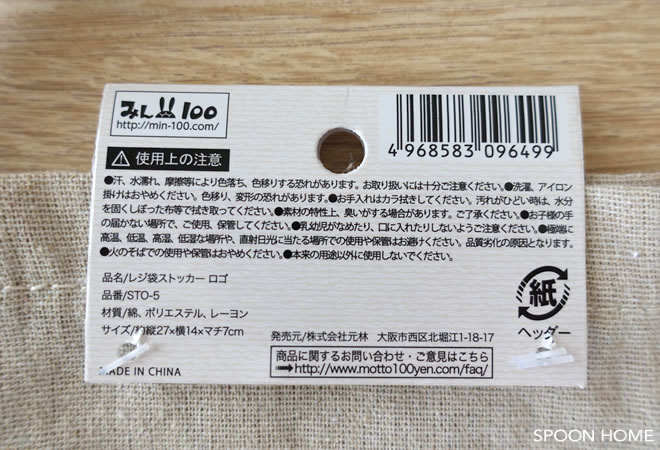 みん 100
http://min-100.com/
4 968583 096499
使用上の注意
●汗、水濡れ、摩擦等により色落ち、色移りする恐れがあります。お取り扱いには十分ご注意ください。●洗濯、アイロン
掛けはおやめください。色移り、変形の恐れがあります。●お手入れはカラ拭きしてください。汚れがひどい時は、水分
を固くしぼった布等で拭き取ってください。●素材の特性上、臭いがする場合があります。ご了承ください。●お子様の手
の届かない場所で、ご使用、保管してください。●乳幼児がなめたり、口に入れたりしないようご注意ください。●極端に
高温、低温、高湿、低湿な場所や、直射日光に当たる場所での使用や保管はお避けください。品質劣化の原因となります。
●火のそばでの使用や保管はおやめください。●本来の用途以外に使用しないでください。
品名/レジ袋ストッカー ロゴ
品番/STO-5
材質/綿、ポリエステル、レーヨン
サイズ/約縦27×横14×マチ7cm
紙
ヘッダー
発売元/株式会社元林 大阪市西区北堀江1-18-17
商品に関するお問い合わせ・ご意見はこちら
➡http://www.motto100yen.com/faq/
MADE IN CHINA
SPOON HOME